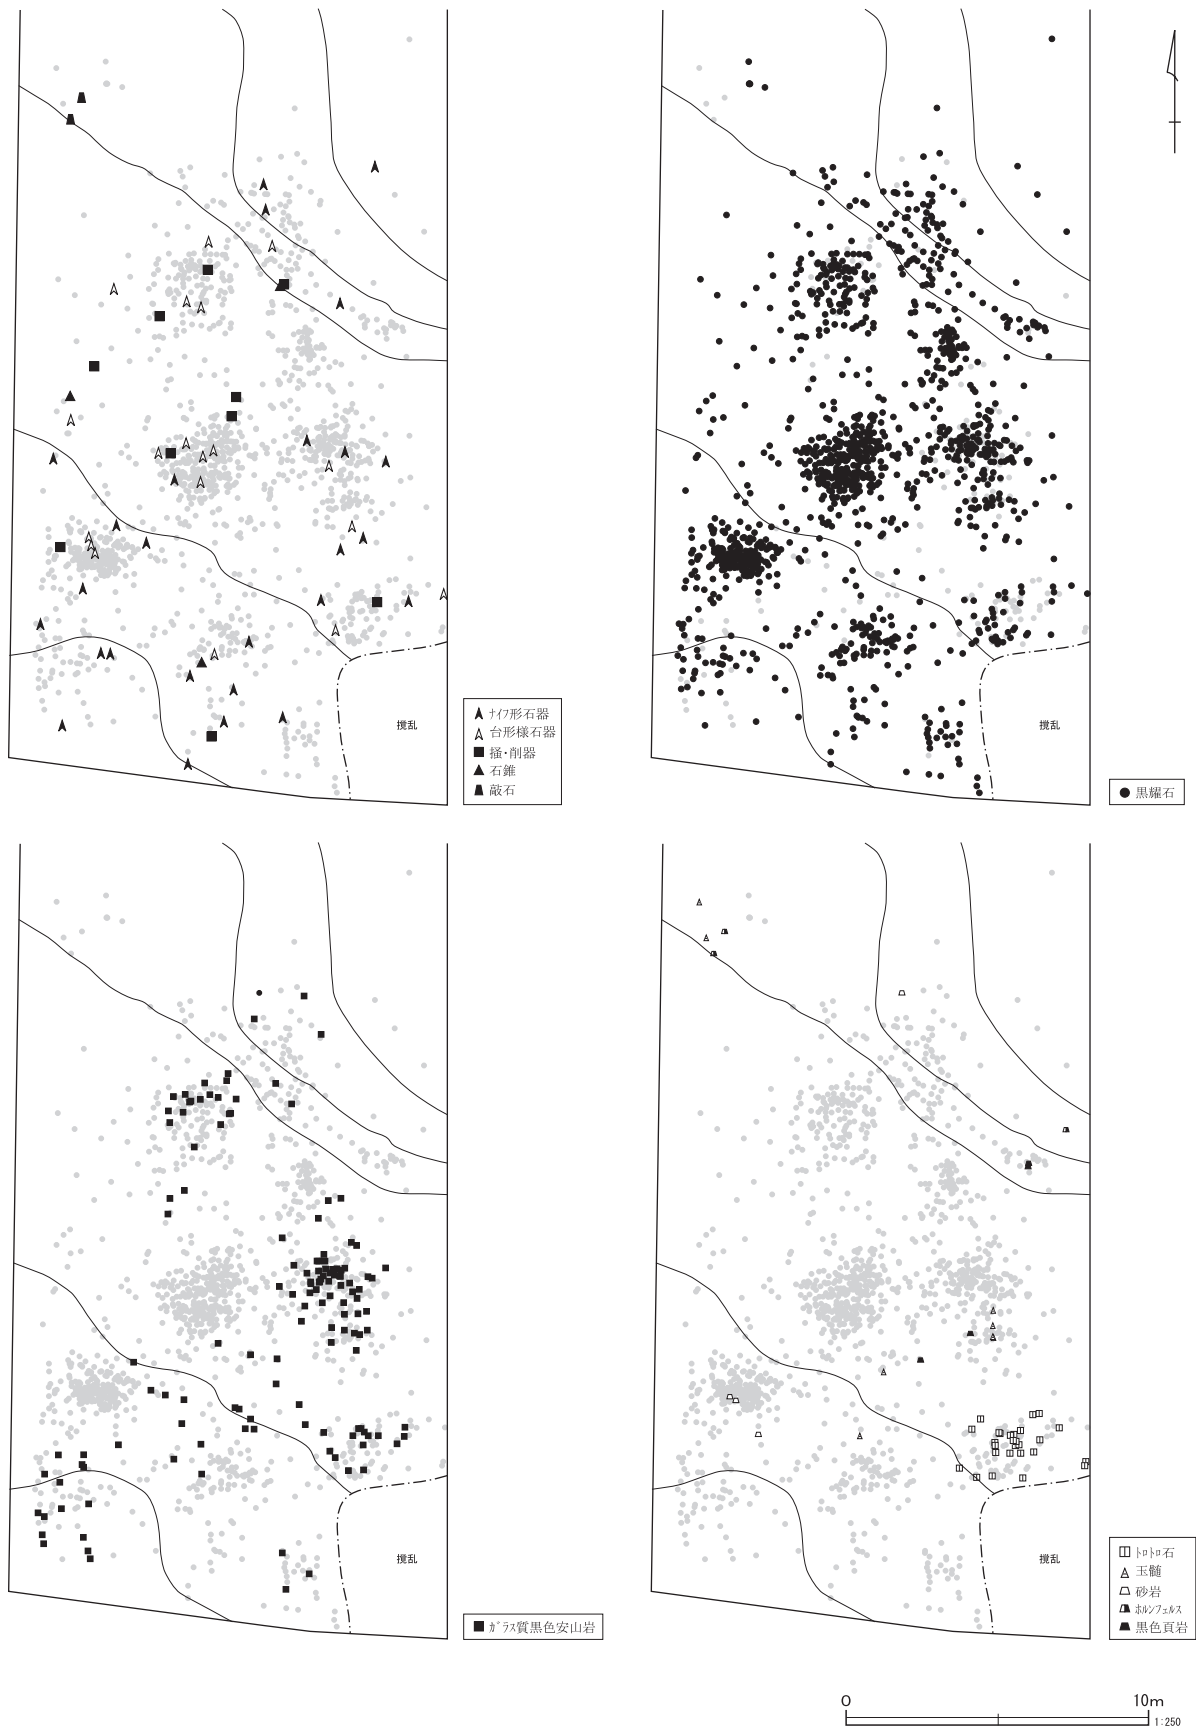 攪乱
ﾅｲﾌ形石器
台形様石器
掻・削器
石錐
敲石
攪乱
黒耀石
攪乱
ｶﾞﾗｽ質黒色安山岩
攪乱
ﾄﾛﾄﾛ石
玉髄
砂岩
ﾎﾙﾝﾌｪﾙｽ
黒色頁岩
0 10m
1:250